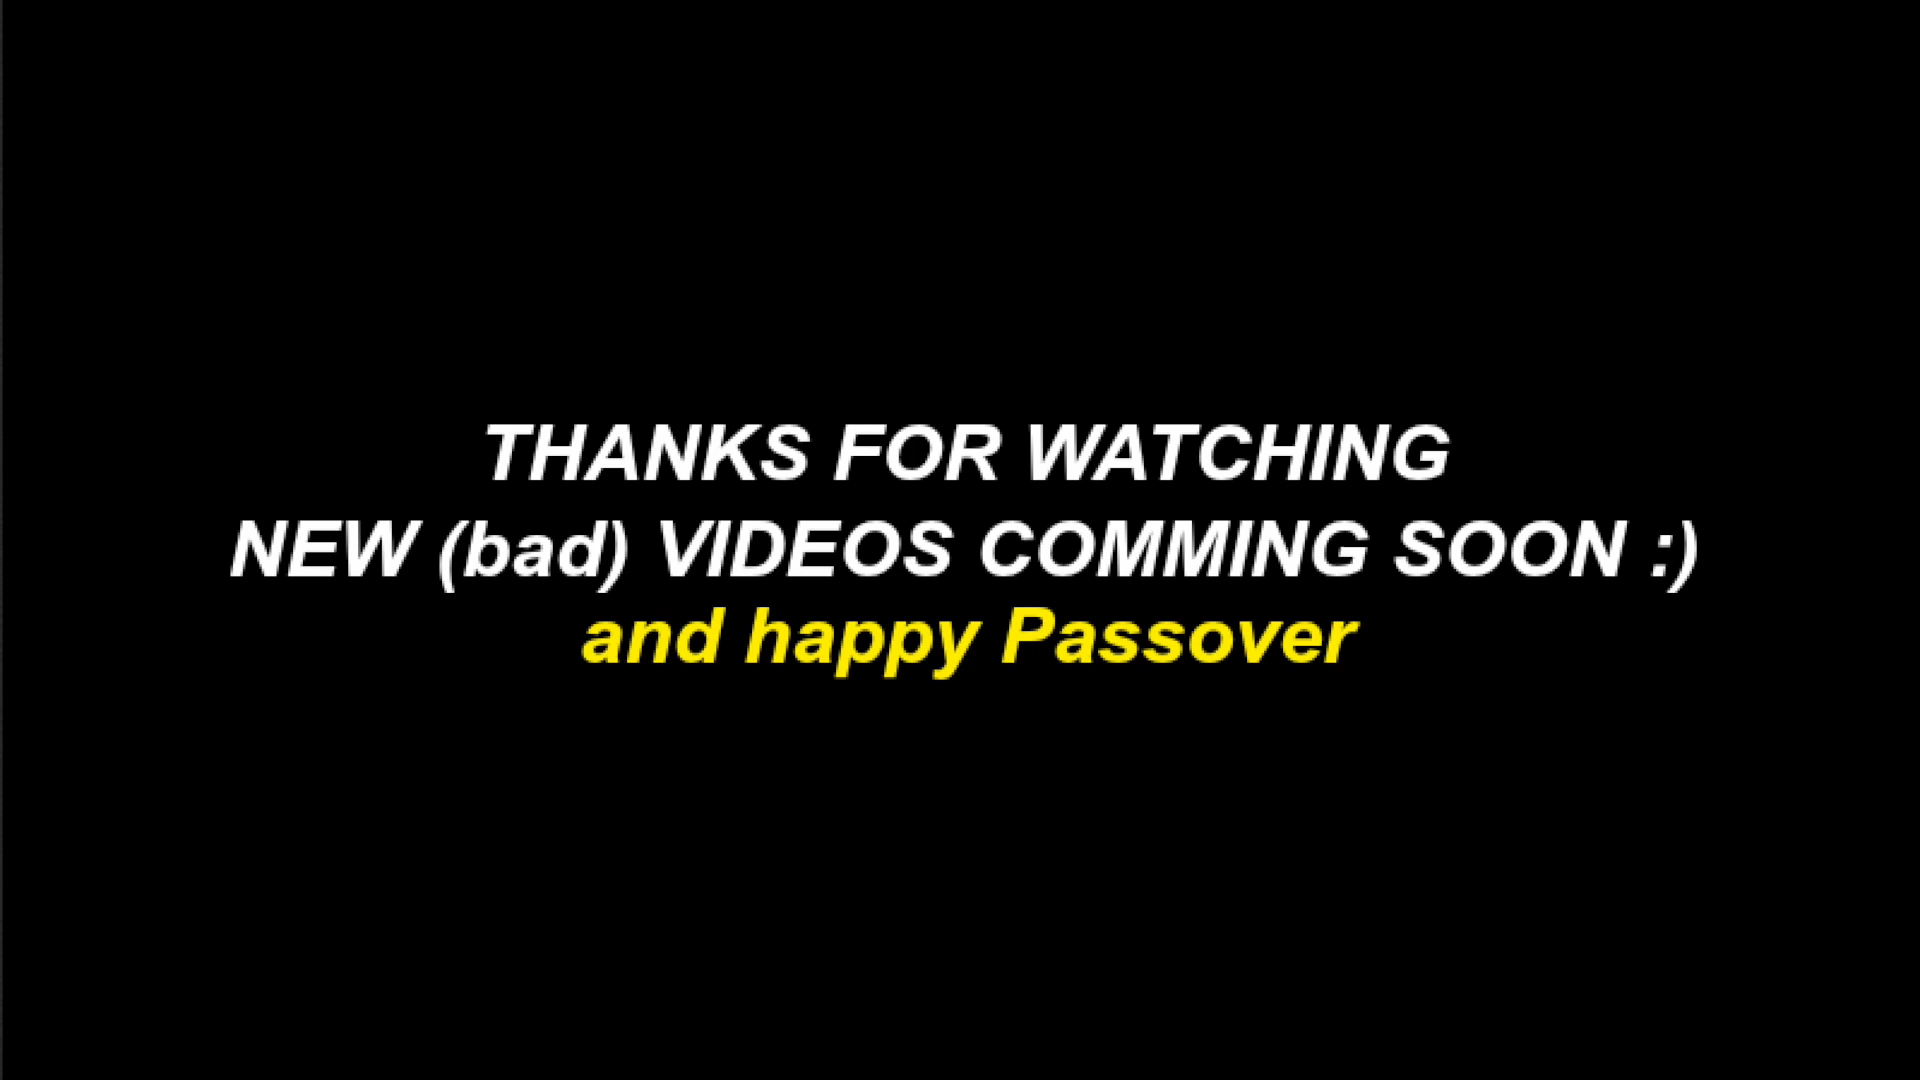 THANKS FOR WATCHING
NEW (bad) VIDEOS COMMING SOON :)
and happy Passover